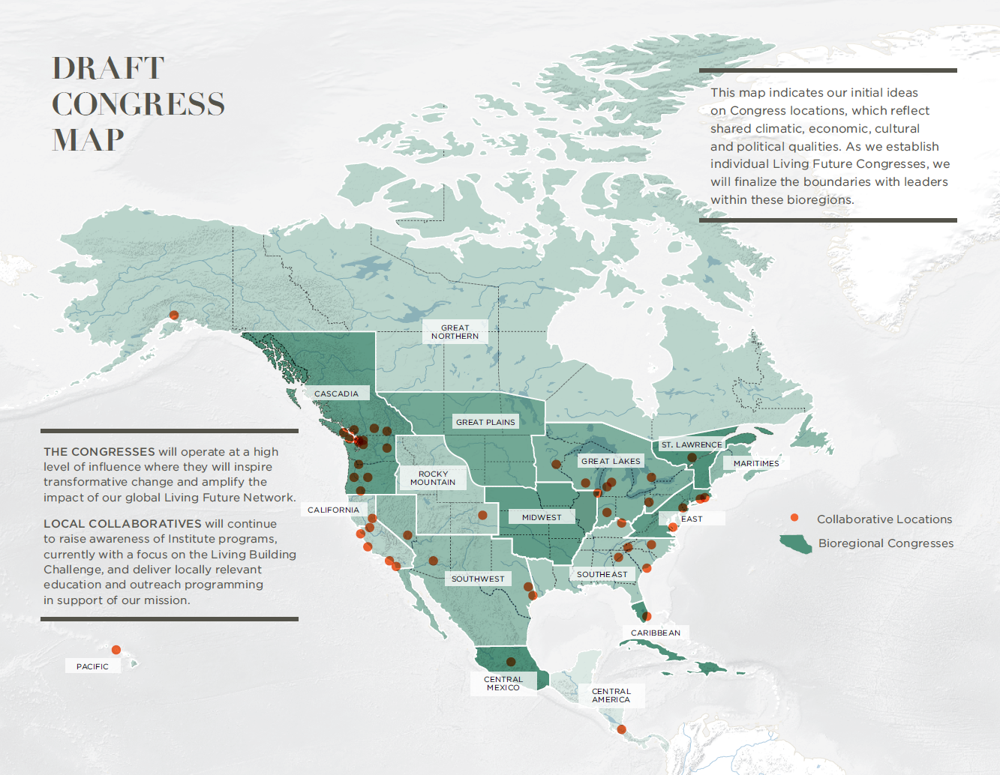 DRAFT
CONGRESS
MAP
This map indicates our initial ideas
on Congress locations, which reflect
shared climatic, economic, cultural
and political qualities. As we establish
individual Living Future Congresses, we
will finalize the boundaries with leaders
within these bioregions.
GREAT
NORTHERN
CASCADIA
GREAT PLAINS
ST. LAWRENCE
GREAT LAKES
MARITIMES
ROCKY
MOUNTAIN
CALIFORNIA
MIDWEST
EAST
SOUTHWEST
SOUTHEAST
CARIBBEAN
PACIFIC
CENTRAL
MEXICO
CENTRAL
AMERICA
THE CONGRESSES will operate at a high
level of influence where they will inspire
transformative change and amplify the
impact of our global Living Future Network.
LOCAL COLLABORATIVES will continue
to raise awareness of Institute programs,
currently with a focus on the Living Building
Challenge, and deliver locally relevant
education and outreach programming
in support of our mission.
Collaborative Locations
Bioregional Congresses